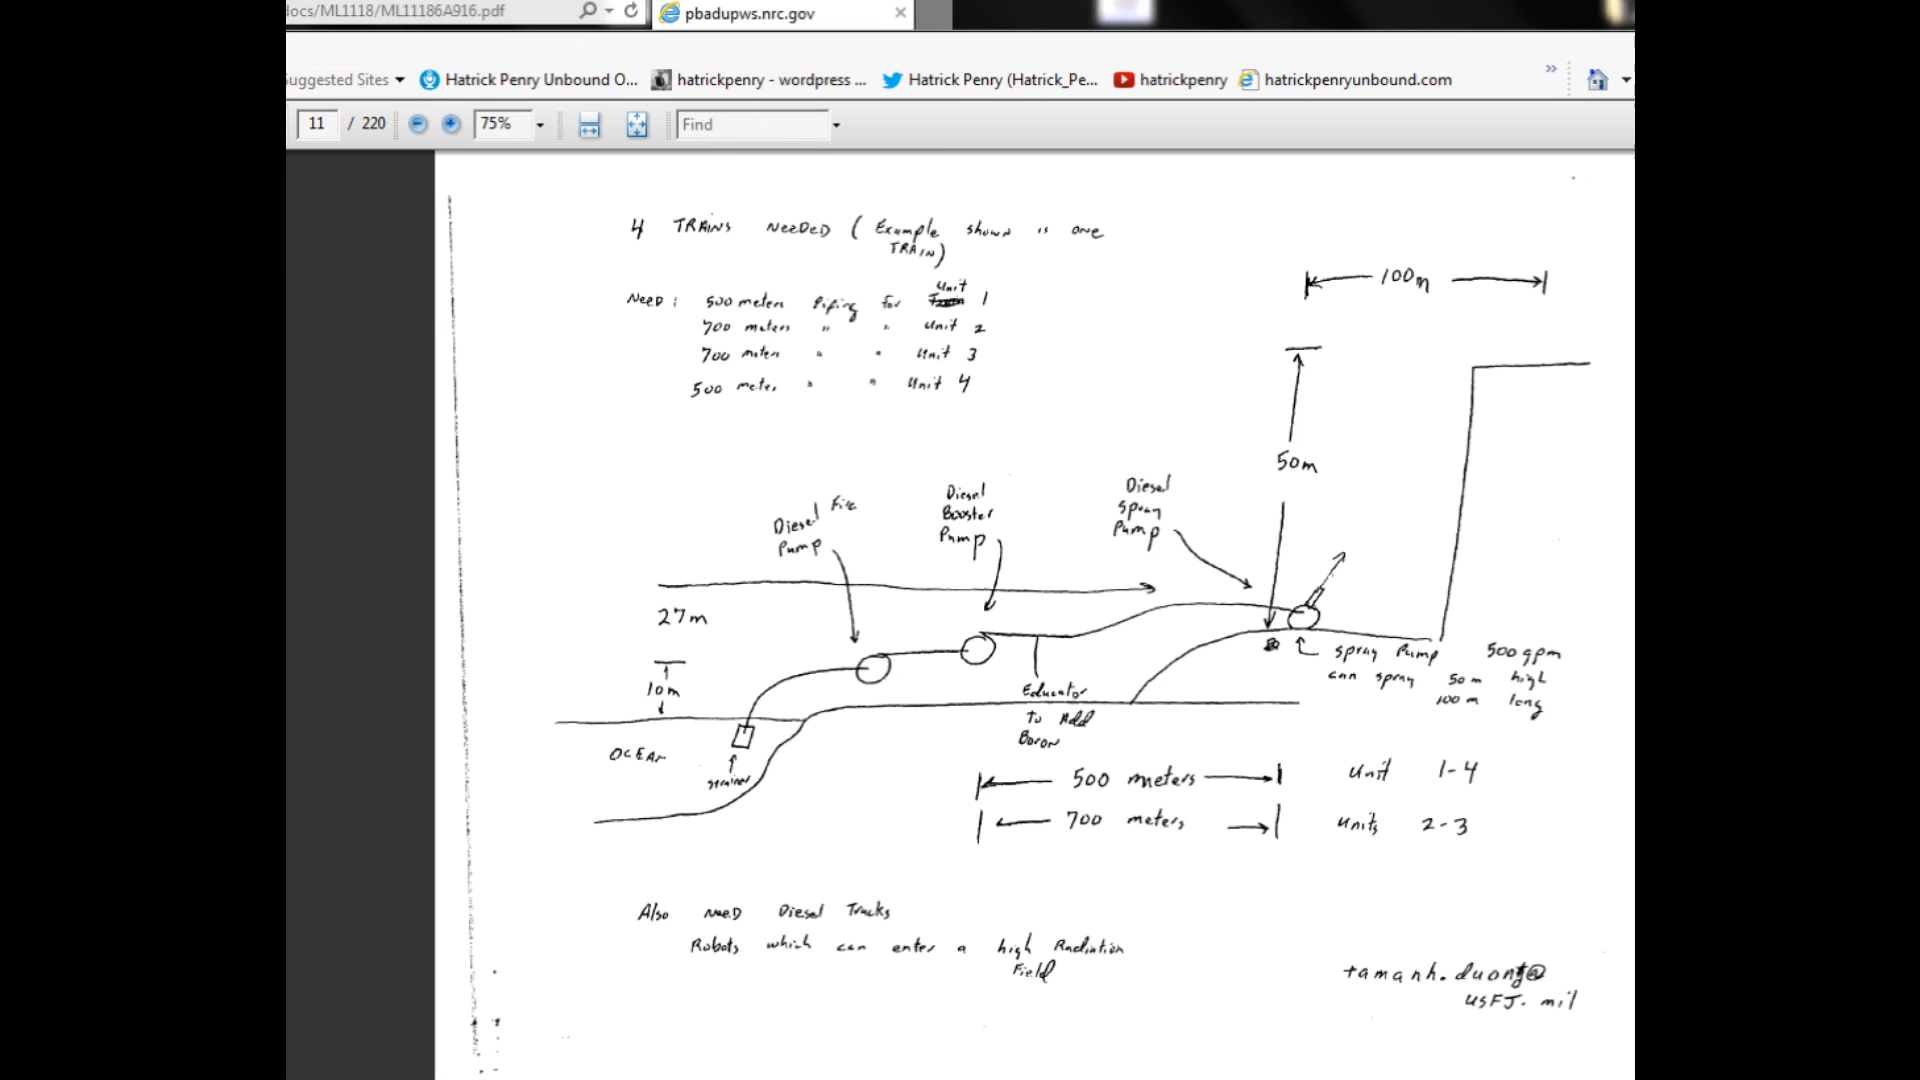 docs/ML1118/ML11186A916.pdf
pbadupws.nrc.gov
Suggested Sites
Hatrick Penry Unbound O...
hatrickpenry - wordpress ...
Hatrick Penry (Hatrick_Pe...
hatrickpenry
hatrickpenryunbound.com
11 / 220
75%
Find
4 TRAINS NeeDeD (Example shown is one
TRAIN)
100m
Need: 500 meters Piping for Unit 1
700 meters " " Unit 2
700 meters " " Unit 3
500 meter " " Unit 4
50m
Diesel Fire
Pump
Diesel
Booster
Pump
Diesel
Spray
Pump
27m
10m
Spray Pump 500 gpm
can spray 50 m high
100 m long
Educator
To Add
Boron
OCEAN
strainer
500 meters Unit 1-4
700 meters Units 2-3
Also NeeD Diesel Trucks
Robots which can enter a high Radiation
Field
tamanh.duong@
USFJ.mil